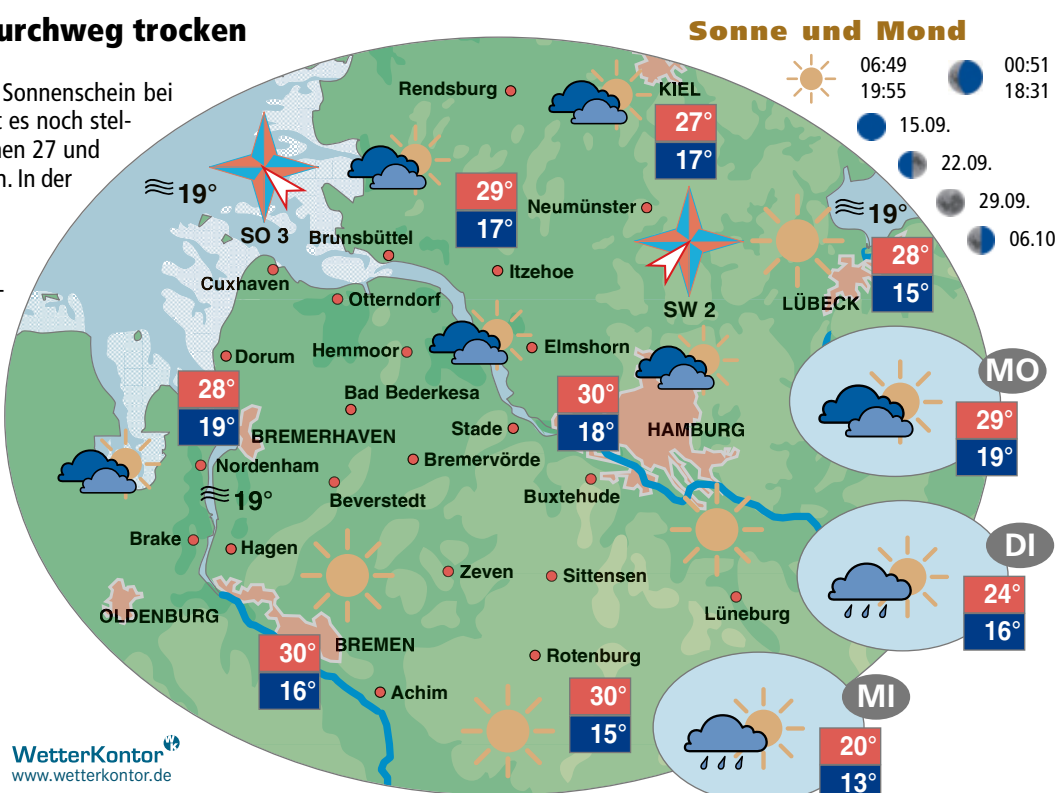 urchweg trocken
Sonnenschein bei
t es noch stel-
nen 27 und
n. In der
Sonne und Mond
06:49
19:55
00:51
18:31
15.09.
22.09.
29.09.
06.10
Rendsburg
KIEL
27°
17°
19°
SO 3
29°
17°
Neumünster
19°
Brunsbüttel
Itzehoe
28°
15°
Cuxhaven
Otterndorf
SW 2
LÜBECK
Dorum
Hemmoor
Elmshorn
MO
29°
19°
28°
19°
Bad Bederkesa
30°
18°
BREMERHAVEN
Stade
HAMBURG
Nordenham
Bremervörde
19°
Beverstedt
Buxtehude
Brake
Hagen
DI
24°
16°
Zeven
Sittensen
OLDENBURG
Lüneburg
BREMEN
30°
16°
Rotenburg
Achim
30°
15°
MI
20°
13°
WetterKontor
www.wetterkontor.de